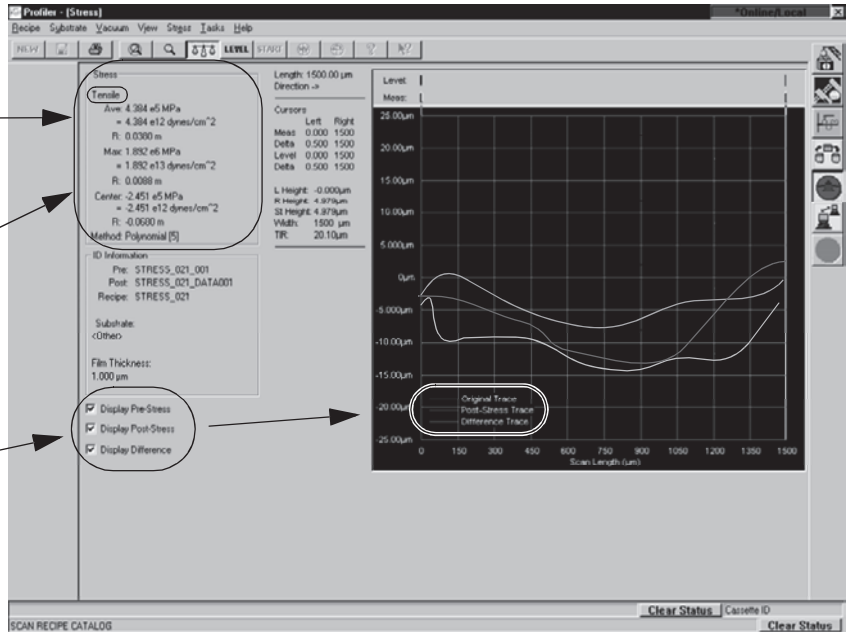 Profiler - [Stress]
*Online/Local
Recipe Substrate Vacuum View Stress Tasks Help
NEW LEVEL START
Stress
Tensile
Ave: 4.384 e5 MPa
= 4.384 e12 dynes/cm^2
R: 0.0380 m
Max: 1.892 e6 MPa
= 1.892 e13 dynes/cm^2
R: 0.0088 m
Center: -2.451 e5 MPa
= -2.451 e12 dynes/cm^2
R: -0.0680 m
Method: Polynomial [5]
ID Information
Pre: STRESS_021_001
Post: STRESS_021_DATA001
Recipe: STRESS_021
Substrate:
<Other>
Film Thickness:
1.000 µm
Display Pre-Stress
Display Post-Stress
Display Difference
Length: 1500.00 µm
Direction ->
Cursors
Left Right
Meas 0.000 1500
Delta 0.500 1500
Level 0.000 1500
Delta 0.500 1500
L Height: -0.000µm
R Height: 4.979µm
St Height: 4.979µm
Width: 1500 µm
TIR: 20.10µm
Level:
Meas:
25.00µm
20.00µm
15.00µm
10.00µm
5.000µm
0µm
-5.000µm
-10.00µm
-15.00µm
-20.00µm
-25.00µm
Original Trace
Post-Stress Trace
Difference Trace
0 150 300 450 600 750 900 1050 1200 1350 1500
Scan Length (µm)
Clear Status Cassette ID
SCAN RECIPE CATALOG Clear Status